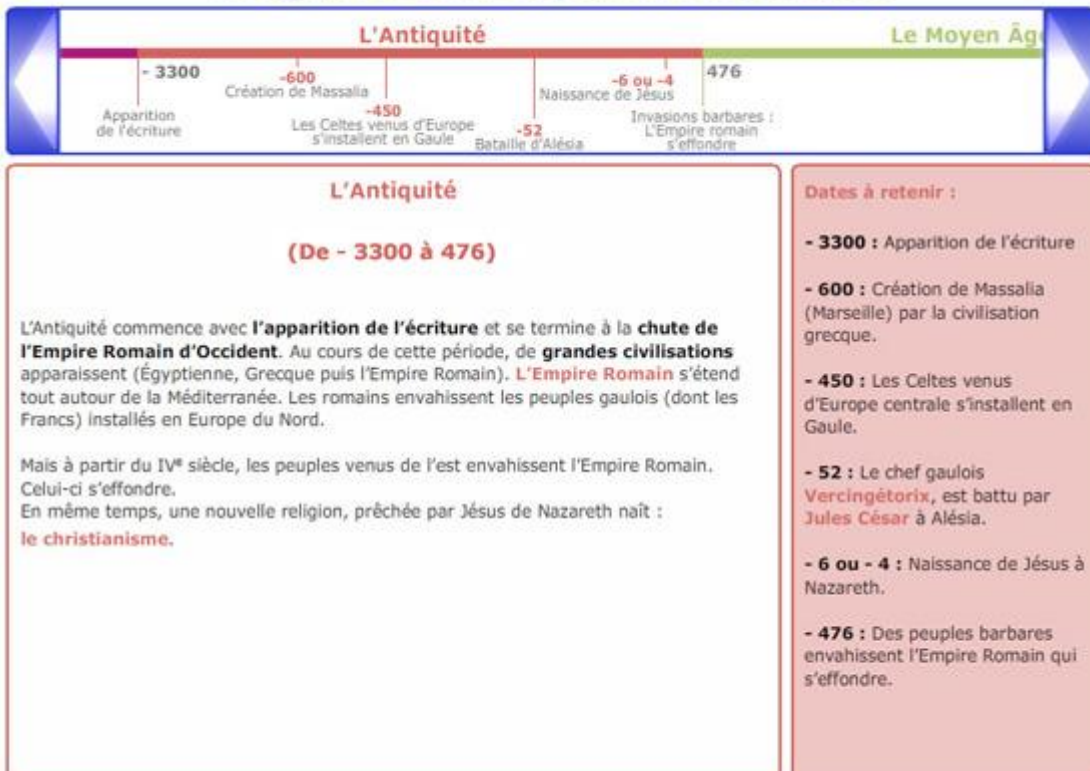 L'Antiquité
Le Moyen Âg
- 3300
Apparition
de l'écriture
-600
Création de Massalia
-450
Les Celtes venus d'Europe
s'installent en Gaule
-52
Bataille d'Alésia
-6 ou -4
Naissance de Jésus
476
Invasions barbares :
L'Empire romain
s'effondre
L'Antiquité
(De - 3300 à 476)
L'Antiquité commence avec l'apparition de l'écriture et se termine à la chute de
l'Empire Romain d'Occident. Au cours de cette période, de grandes civilisations
apparaissent (Égyptienne, Grecque puis l'Empire Romain). L'Empire Romain s'étend
tout autour de la Méditerranée. Les romains envahissent les peuples gaulois (dont les
Francs) installés en Europe du Nord.
Mais à partir du IVe siècle, les peuples venus de l'est envahissent l'Empire Romain.
Celui-ci s'effondre.
En même temps, une nouvelle religion, prêchée par Jésus de Nazareth naît :
le christianisme.
Dates à retenir :
- 3300 : Apparition de l'écriture
- 600 : Création de Massalia
(Marseille) par la civilisation
grecque.
- 450 : Les Celtes venus
d'Europe centrale s'installent en
Gaule.
- 52 : Le chef gaulois
Vercingétorix, est battu par
Jules César à Alésia.
- 6 ou - 4 : Naissance de Jésus à
Nazareth.
- 476 : Des peuples barbares
envahissent l'Empire Romain qui
s'effondre.